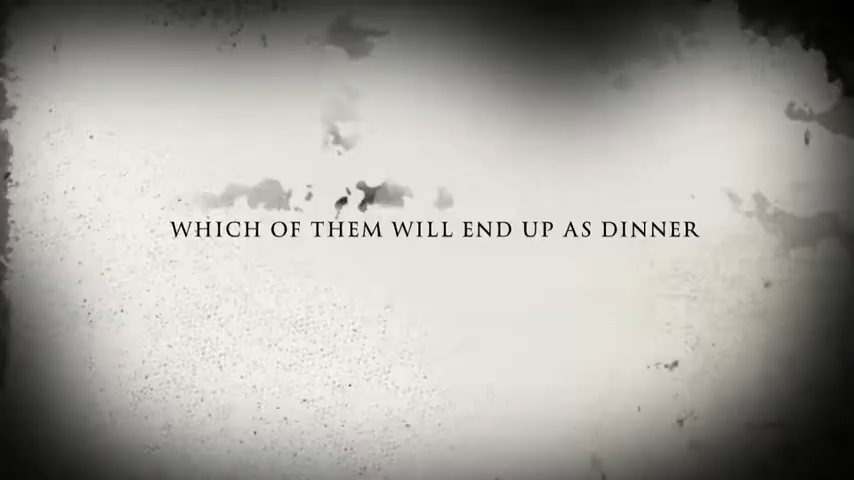 WHICH OF THEM WILL END UP AS DINNER